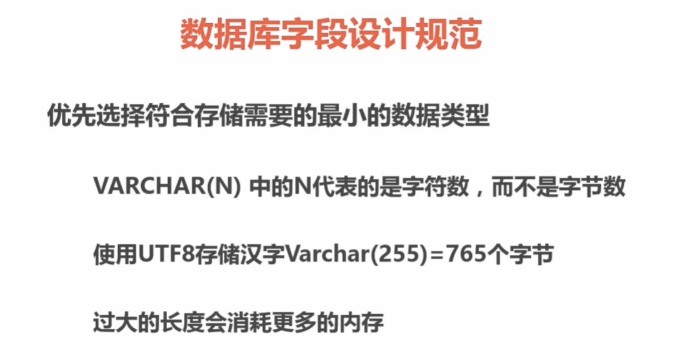 数据库字段设计规范
优先选择符合存储需要的最小的数据类型
VARCHAR(N) 中的N代表的是字符数，而不是字节数
使用UTF8存储汉字Varchar(255)=765个字节
过大的长度会消耗更多的内存